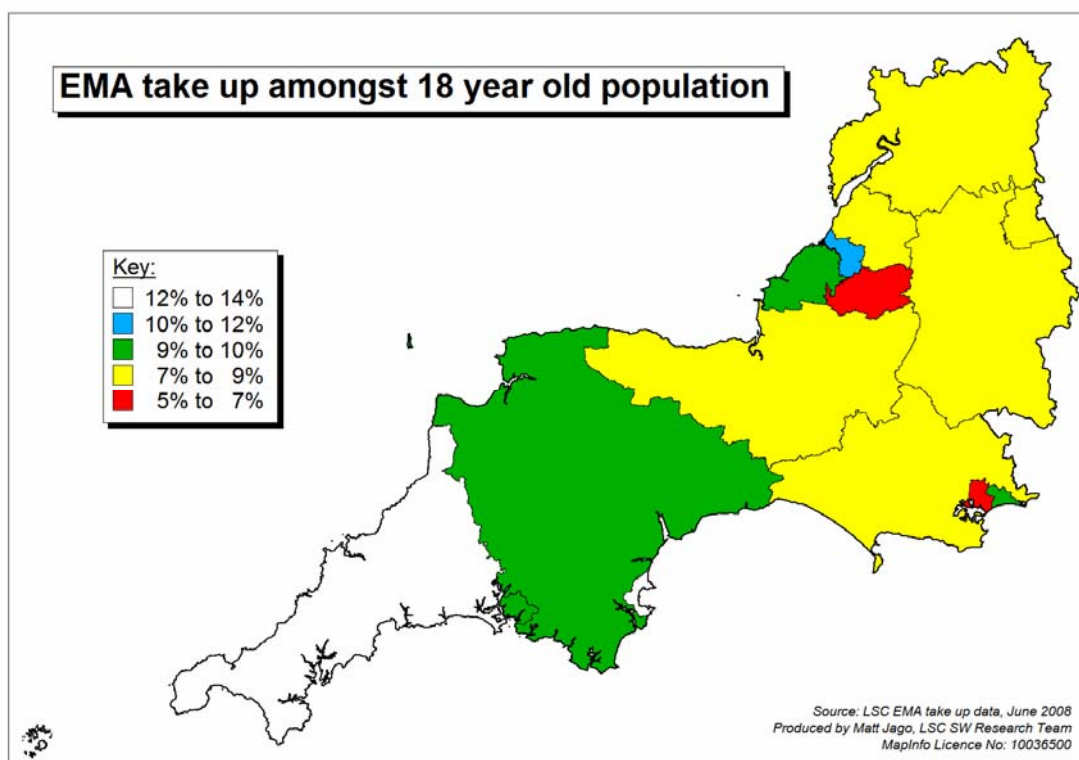 EMA take up amongst 18 year old population
Key:
12% to 14%
10% to 12%
9% to 10%
7% to 9%
5% to 7%
Source: LSC EMA take up data, June 2008
Produced by Matt Jago, LSC SW Research Team
MapInfo Licence No: 10036500